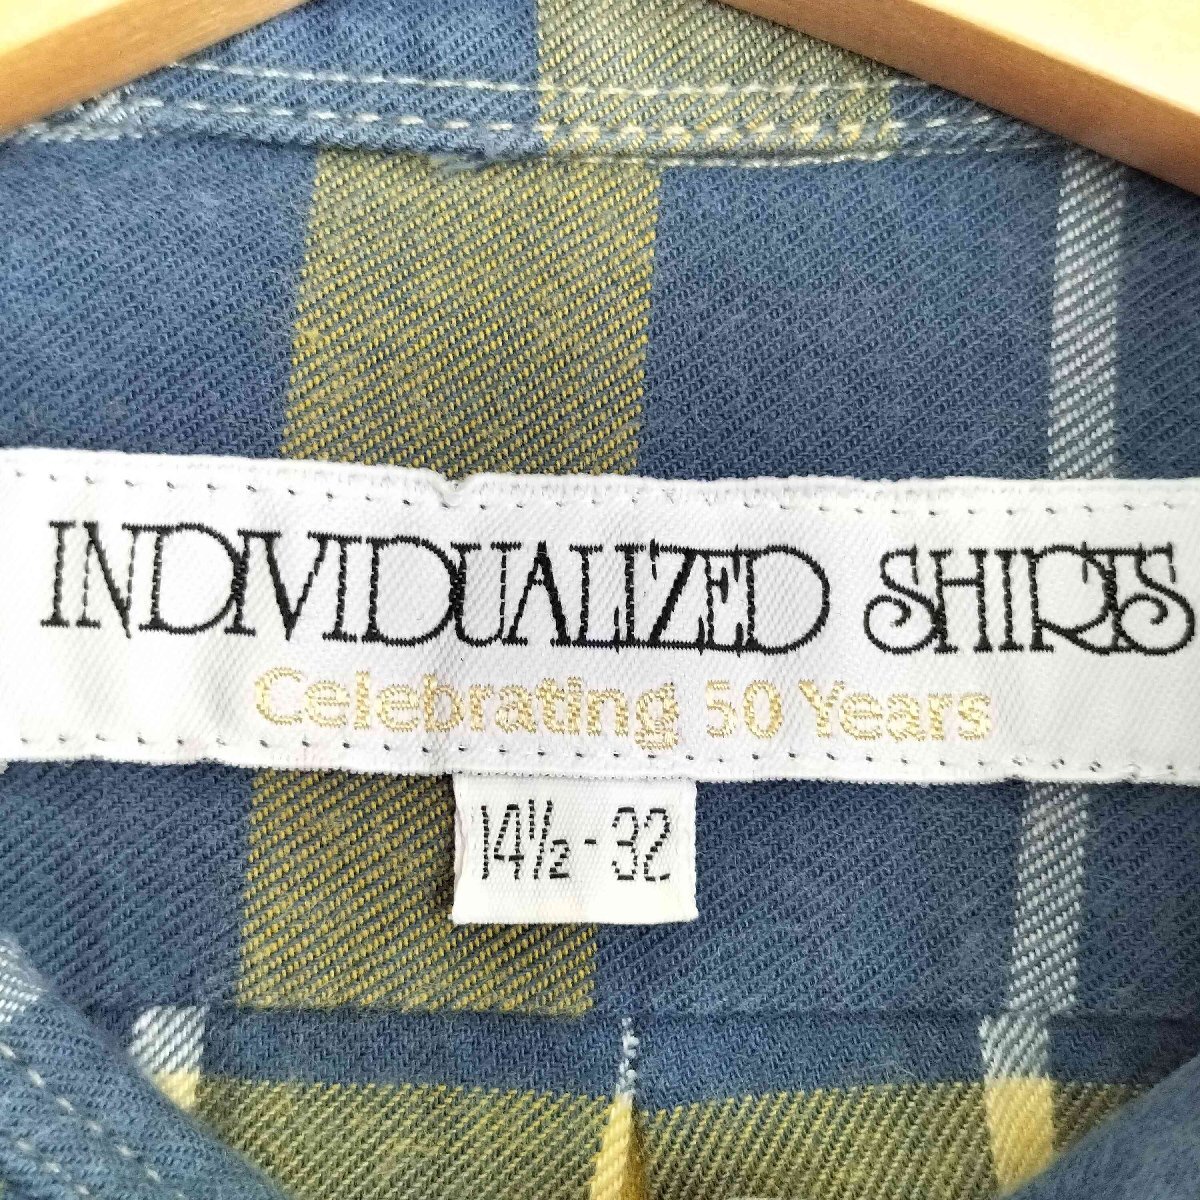 INDIVIDUALIZED SHIRTS
Celebrating 50 Years
14½-32